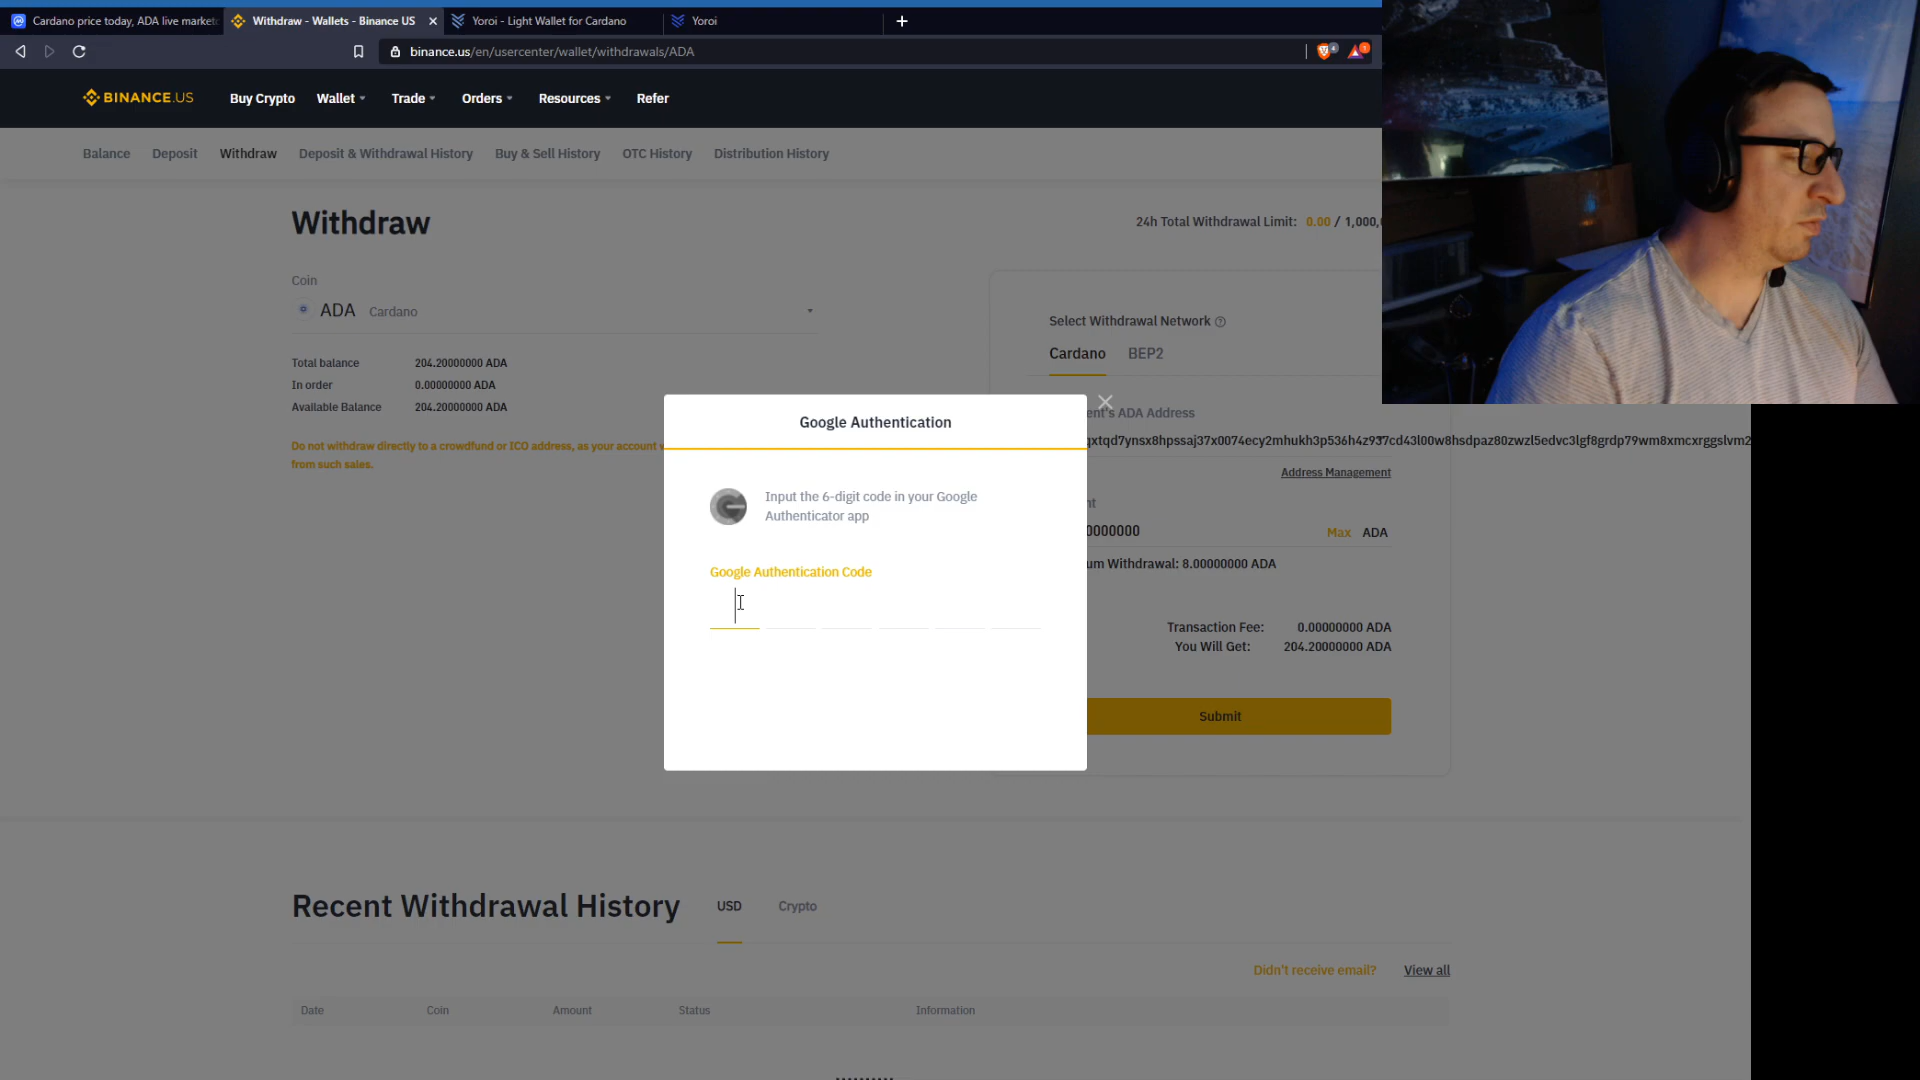 Cardano price today, ADA live market
Withdraw - Wallets - Binance US
Yoroi - Light Wallet for Cardano
Yoroi
binance.us/en/usercenter/wallet/withdrawals/ADA
4
1
BINANCE.US
Buy Crypto
Wallet
Trade
Orders
Resources
Refer
Balance
Deposit
Withdraw
Deposit & Withdrawal History
Buy & Sell History
OTC History
Distribution History
Withdraw
24h Total Withdrawal Limit: 0.00 / 1,000,
Coin
ADA Cardano
Total balance 204.20000000 ADA
In order 0.00000000 ADA
Available Balance 204.20000000 ADA
Do not withdraw directly to a crowdfund or ICO address, as your account
from such sales.
Select Withdrawal Network
Cardano BEP2
ent's ADA Address
Address Management
nt
0000000 Max ADA
um Withdrawal: 8.00000000 ADA
Transaction Fee: 0.00000000 ADA
You Will Get: 204.20000000 ADA
Submit
Google Authentication
Input the 6-digit code in your Google
Authenticator app
Google Authentication Code
Recent Withdrawal History
USD
Crypto
Didn't receive email?
View all
Date
Coin
Amount
Status
Information